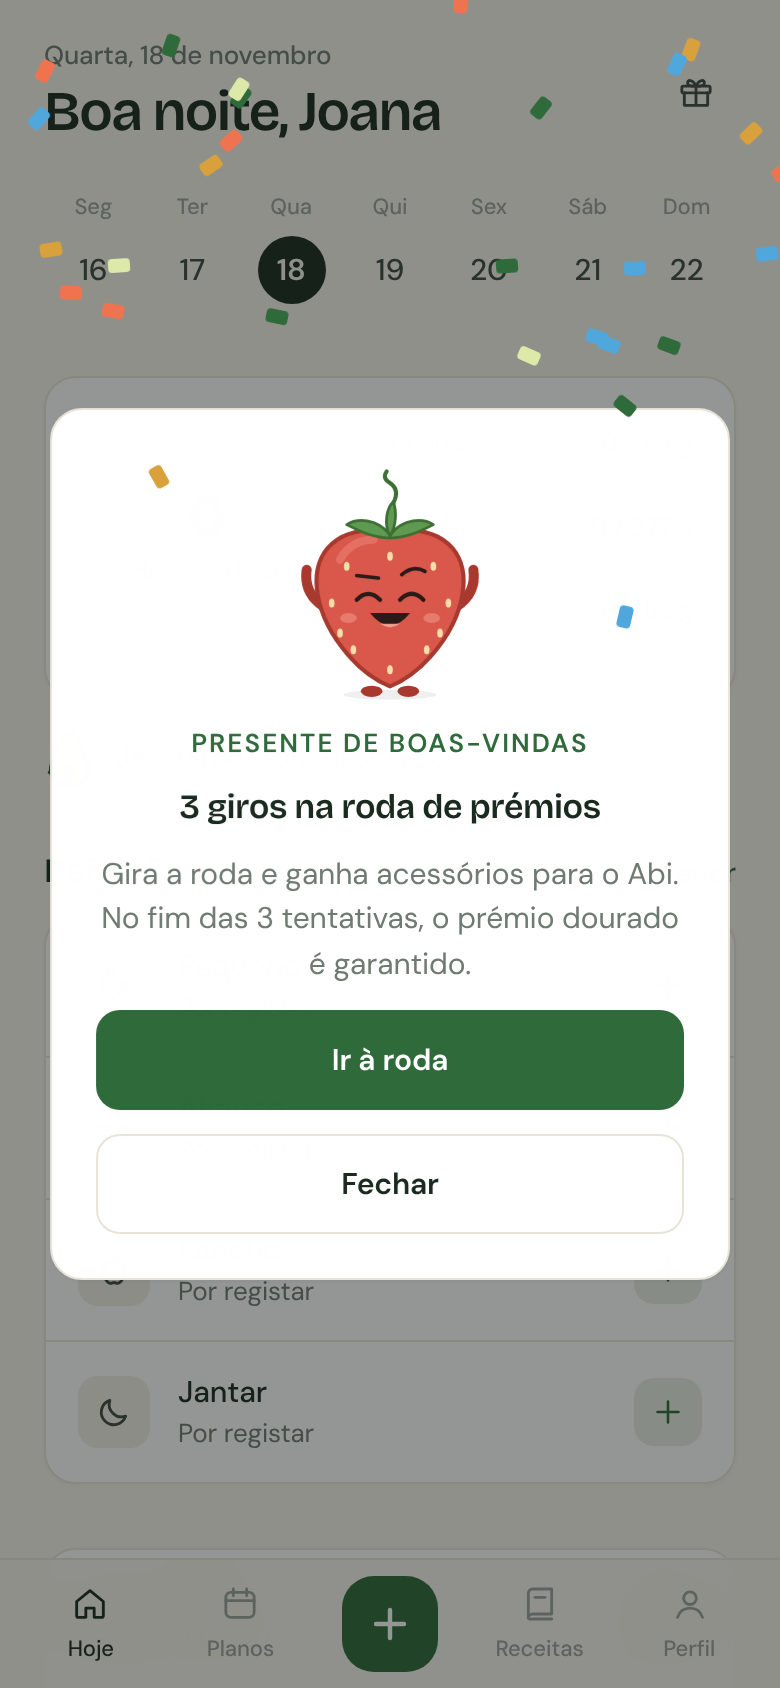 Quarta, 18 de novembro
Boa noite, Joana
Seg Ter Qua Qui Sex Sáb Dom
16 17 18 19 20 21 22
PRESENTE DE BOAS-VINDAS
3 giros na roda de prémios
Gira a roda e ganha acessórios para o Abi.
No fim das 3 tentativas, o prémio dourado
é garantido.
Ir à roda
Fechar
Por registar
Jantar
Por registar
Hoje Planos Receitas Perfil